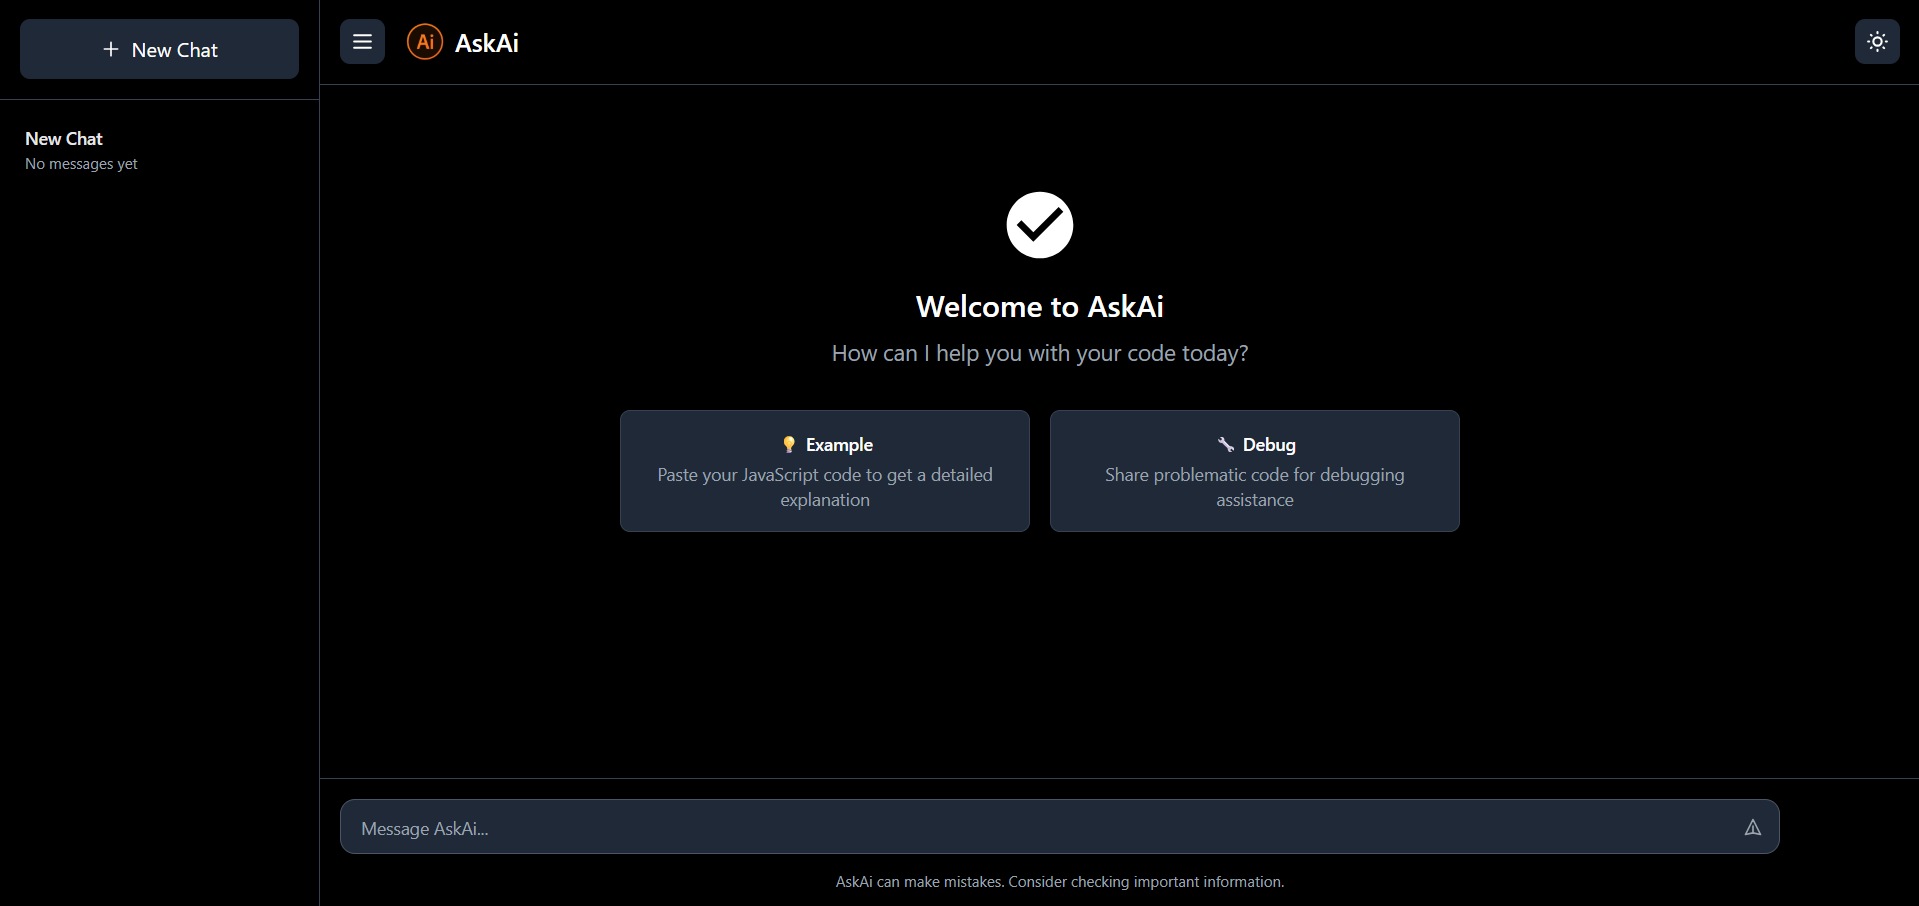 New Chat
New Chat
No messages yet
Ai AskAi
Welcome to AskAi
How can I help you with your code today?
Example
Paste your JavaScript code to get a detailed
explanation
Debug
Share problematic code for debugging
assistance
Message AskAi...
AskAi can make mistakes. Consider checking important information.